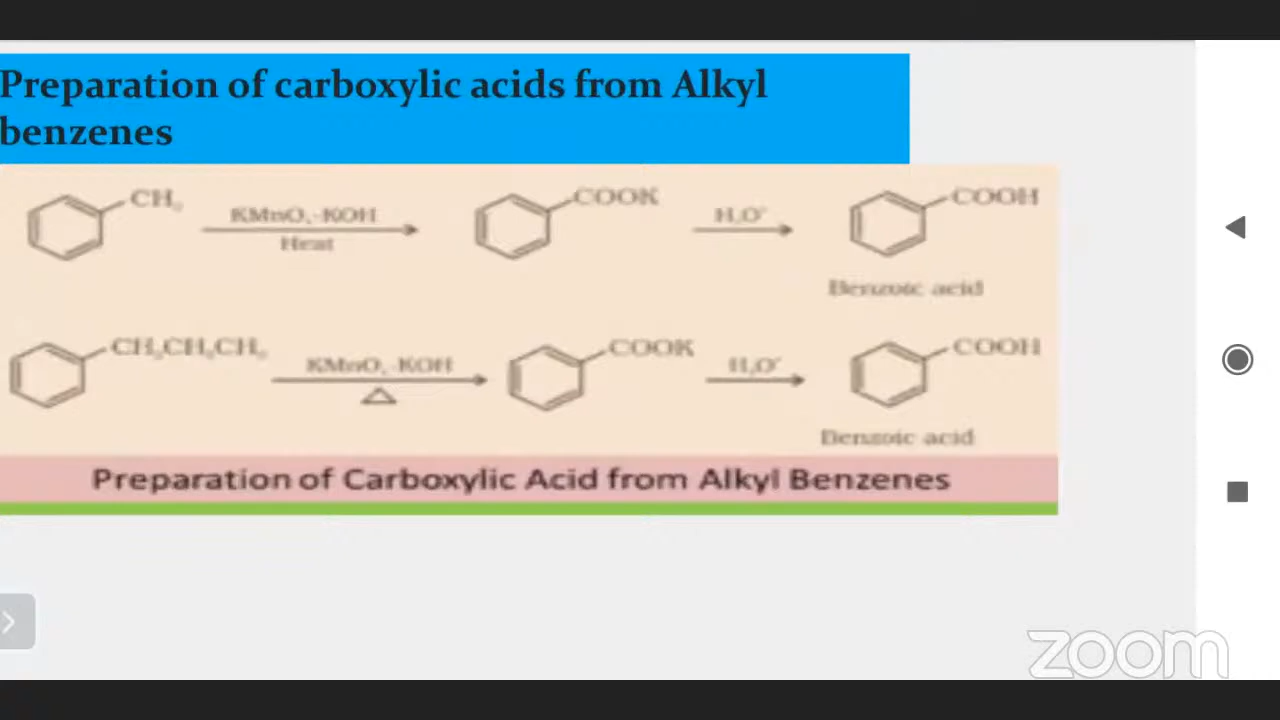 Preparation of carboxylic acids from Alkyl
benzenes
CH₃ KMnO₄-KOH COOK H₃O⁺ COOH
Heat
Benzoic acid
CH₂CH₂CH₃ KMnO₄-KOH COOK H₃O⁺ COOH
Benzoic acid
Preparation of Carboxylic Acid from Alkyl Benzenes
zoom